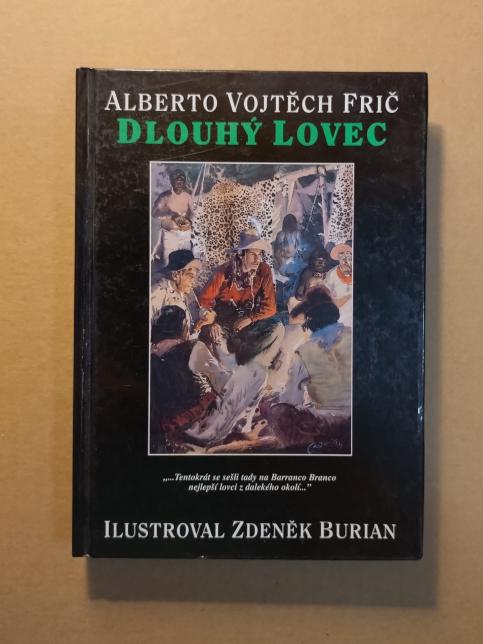 ALBERTO VOJTĚCH FRIČ
DLOUHÝ LOVEC
„...Tentokrát se sešli tady na Barranco Branco
nejlepší lovci z dalekého okolí..."
ILUSTROVAL ZDENĚK BURIAN